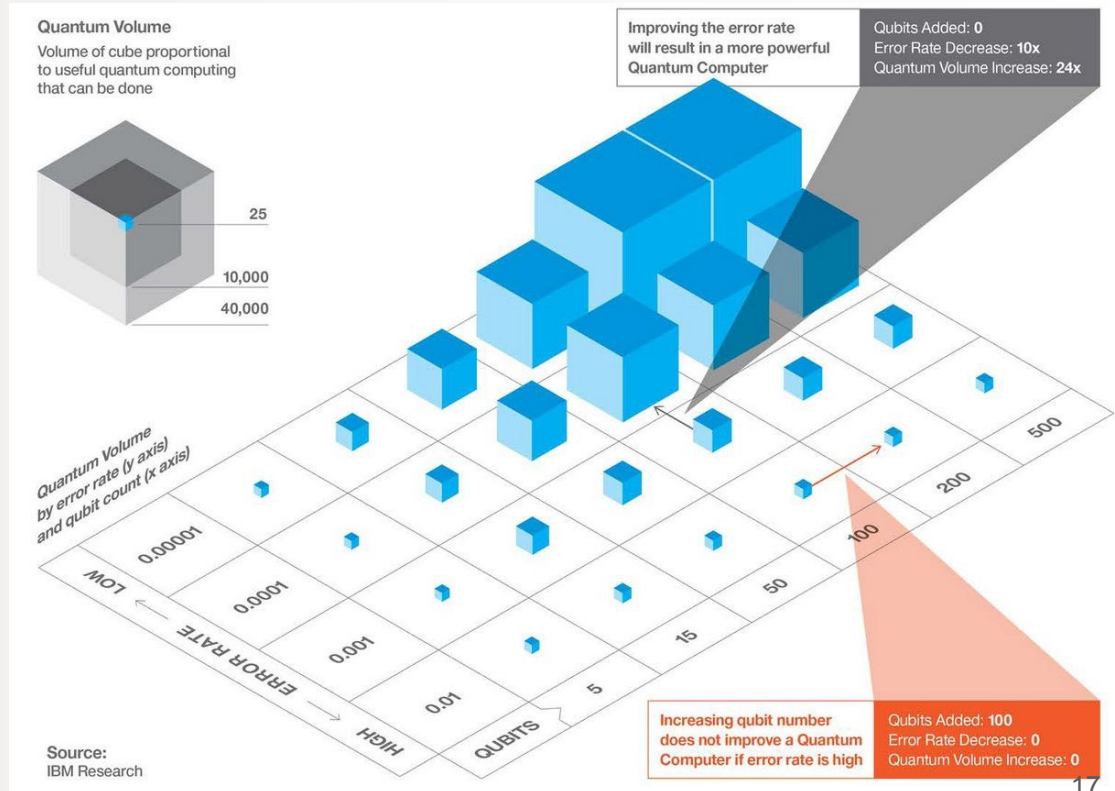 Quantum Volume
Volume of cube proportional
to useful quantum computing
that can be done
25
10,000
40,000
Improving the error rate
will result in a more powerful
Quantum Computer
Qubits Added: 0
Error Rate Decrease: 10x
Quantum Volume Increase: 24x
Quantum Volume
by error rate (y axis)
and qubit count (x axis)
0.00001
0.0001
0.001
0.01
LOW
ERROR RATE
HIGH
QUBITS
5
15
50
100
200
500
Increasing qubit number
does not improve a Quantum
Computer if error rate is high
Qubits Added: 100
Error Rate Decrease: 0
Quantum Volume Increase: 0
Source:
IBM Research
17